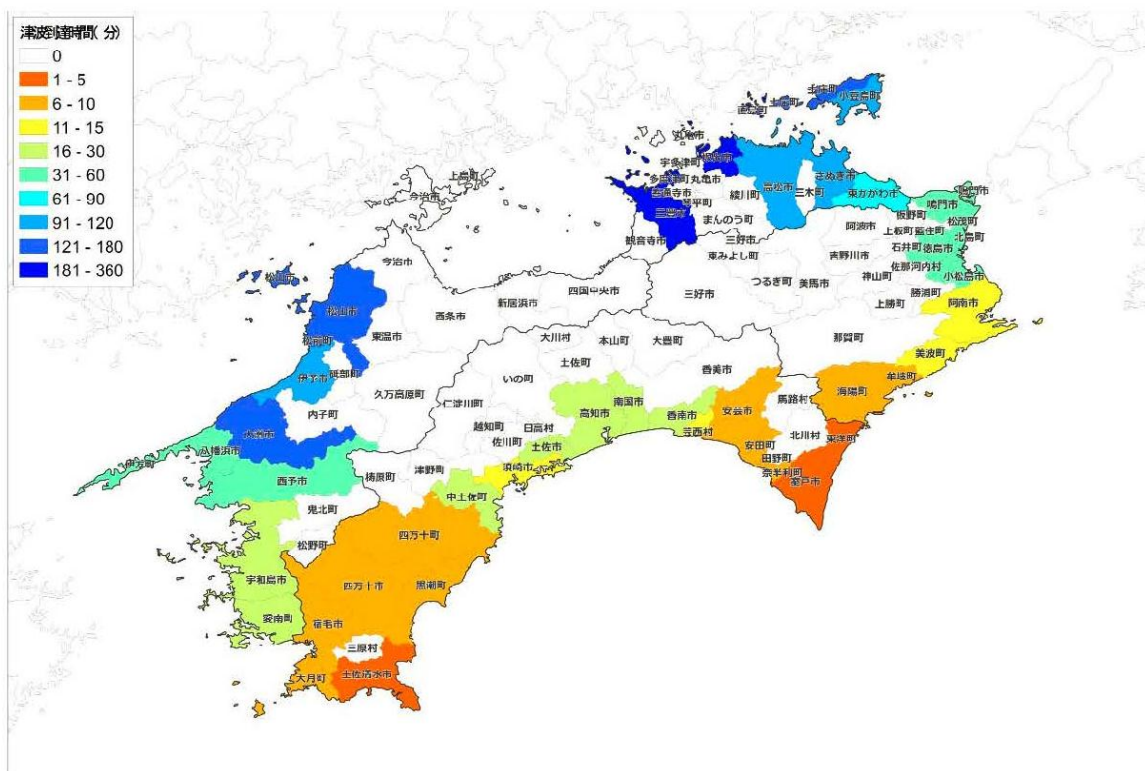 津波到達時間(分)
0
1 - 5
6 - 10
11 - 15
16 - 30
31 - 60
61 - 90
91 - 120
121 - 180
181 - 360
小豆島町
丸亀市
上島町
宇多津町
今治市
多度津町
丸亀市
高松市
さぬき市
善通寺市
綾川町
三木町
東かがわ市
鳴門市
三豊市
まんのう町
板野町
松茂町
阿波市
上板町
藍住町
北島町
観音寺市
三好市
東みよし町
吉野川市
石井町
徳島市
今治市
佐那河内村
松山市
つるぎ町
美馬市
神山町
小松島市
四国中央市
三好市
勝浦町
新居浜市
上勝町
阿南市
松山市
西条市
東温市
大川村
本山町
大豊町
那賀町
松前町
美波町
土佐町
香美市
砥部町
いの町
牟岐町
伊予市
海陽町
久万高原町
仁淀川町
南国市
安芸市
馬路村
内子町
高知市
香南市
大洲市
越知町
日高村
芸西村
北川村
東洋町
佐川町
安田町
八幡浜市
土佐市
田野町
伊方町
須崎市
津野町
奈半利町
西予市
梼原町
室戸市
中土佐町
鬼北町
四万十町
松野町
宇和島市
四万十市
黒潮町
愛南町
宿毛市
三原村
大月町
土佐清水市